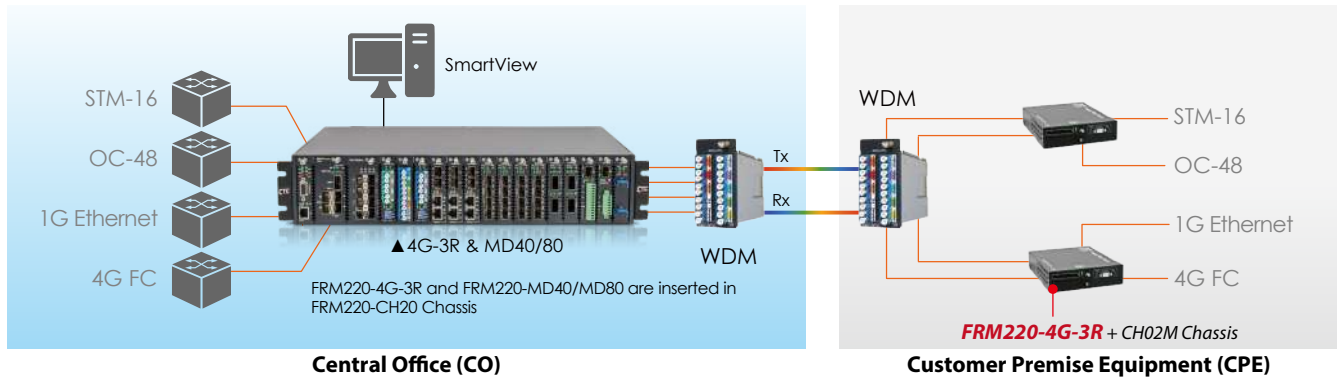 SmartView
STM-16
OC-48
1G Ethernet
4G FC
CTE
CTE
▲4G-3R & MD40/80
FRM220-4G-3R and FRM220-MD40/MD80 are inserted in
FRM220-CH20 Chassis
WDM
Tx
Rx
WDM
STM-16
OC-48
1G Ethernet
4G FC
FRM220-4G-3R + CH02M Chassis
Central Office (CO)
Customer Premise Equipment (CPE)